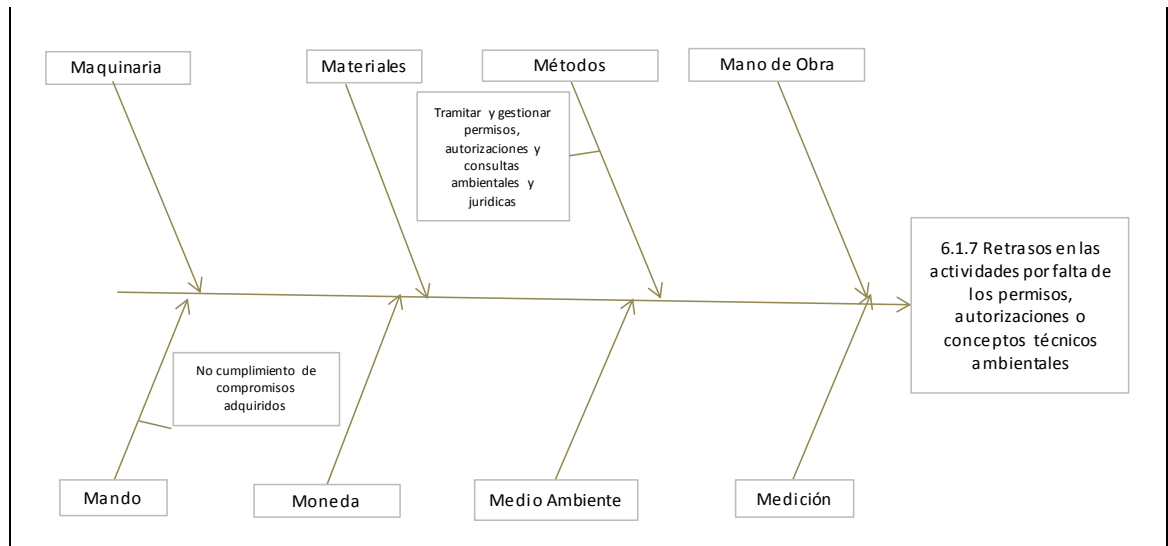 Maquinaria
Materiales
Métodos
Mano de Obra
Tramitar y gestionar
permisos,
autorizaciones y
consultas
ambientales y
juridicas
6.1.7 Retrasos en las
actividades por falta de
los permisos,
autorizaciones o
conceptos técnicos
ambientales
No cumplimiento de
compromisos
adquiridos
Mando
Moneda
Medio Ambiente
Medición